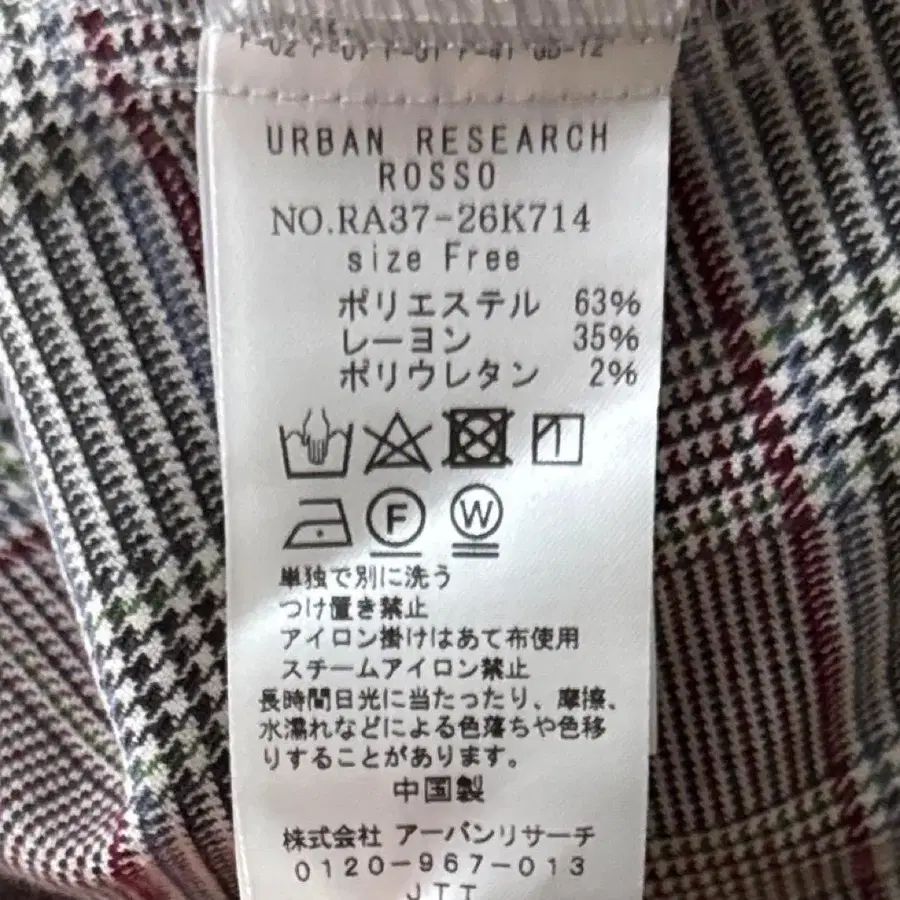 URBAN RESEARCH
ROSSO
NO.RA37-26K714
size Free
ポリエステル 63%
レーヨン 35%
ポリウレタン 2%
F W
単独で別に洗う
つけ置き禁止
アイロン掛けはあて布使用
スチームアイロン禁止
長時間日光に当たったり、摩擦、
水濡れなどによる色落ちや色移
りすることがあります。
中国製
株式会社 アーバンリサーチ
0120-967-013
JTT